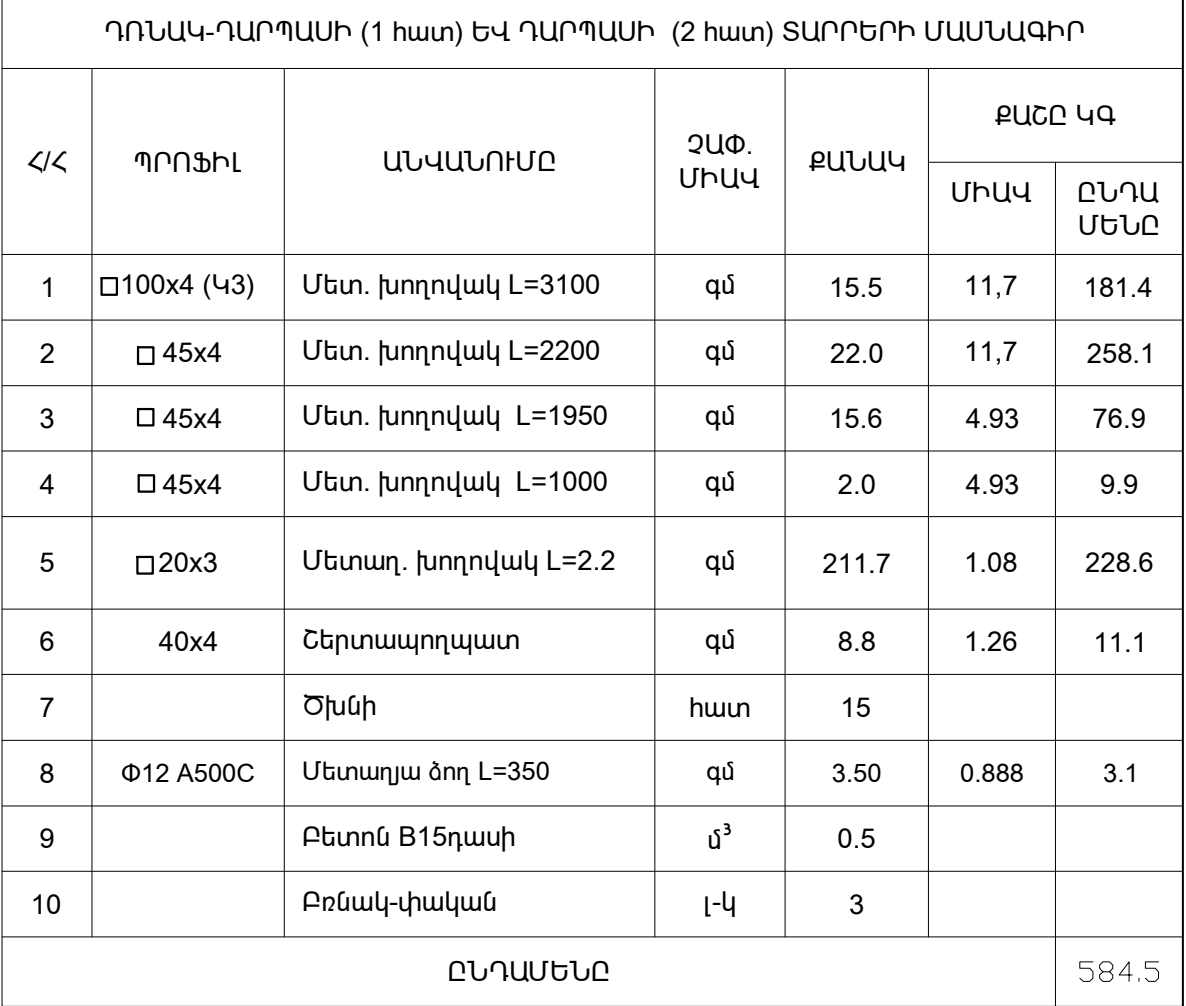 ԴՌՆԱԿ-ԴԱՐՊԱՍԻ (1 հատ) ԵՎ ԴԱՐՊԱՍԻ (2 հատ) ՏԱՐՐԵՐԻ ՄԱՍՆԱԳԻՐ
Հ/Հ ՊՐՈՖԻԼ ԱՆՎԱՆՈՒՄԸ ՉԱՓ. ՄԻԱՎ ՔԱՆԱԿ ՔԱՇԸ ԿԳ
ՄԻԱՎ ԸՆԴԱ ՄԵՆԸ
1 □100x4 (Կ3) Մետ. խողովակ L=3100 գմ 15.5 11,7 181.4
2 □ 45x4 Մետ. խողովակ L=2200 գմ 22.0 11,7 258.1
3 □ 45x4 Մետ. խողովակ L=1950 գմ 15.6 4.93 76.9
4 □ 45x4 Մետ. խողովակ L=1000 գմ 2.0 4.93 9.9
5 □20x3 Մետաղ. խողովակ L=2.2 գմ 211.7 1.08 228.6
6 40x4 Շերտապողպատ գմ 8.8 1.26 11.1
7 Ծխնի հատ 15
8 Φ12 A500C Մետաղյա ձող L=350 գմ 3.50 0.888 3.1
9 Բետոն B15դասի մ³ 0.5
10 Բռնակ-փական լ-կ 3
ԸՆԴԱՄԵՆԸ 584.5